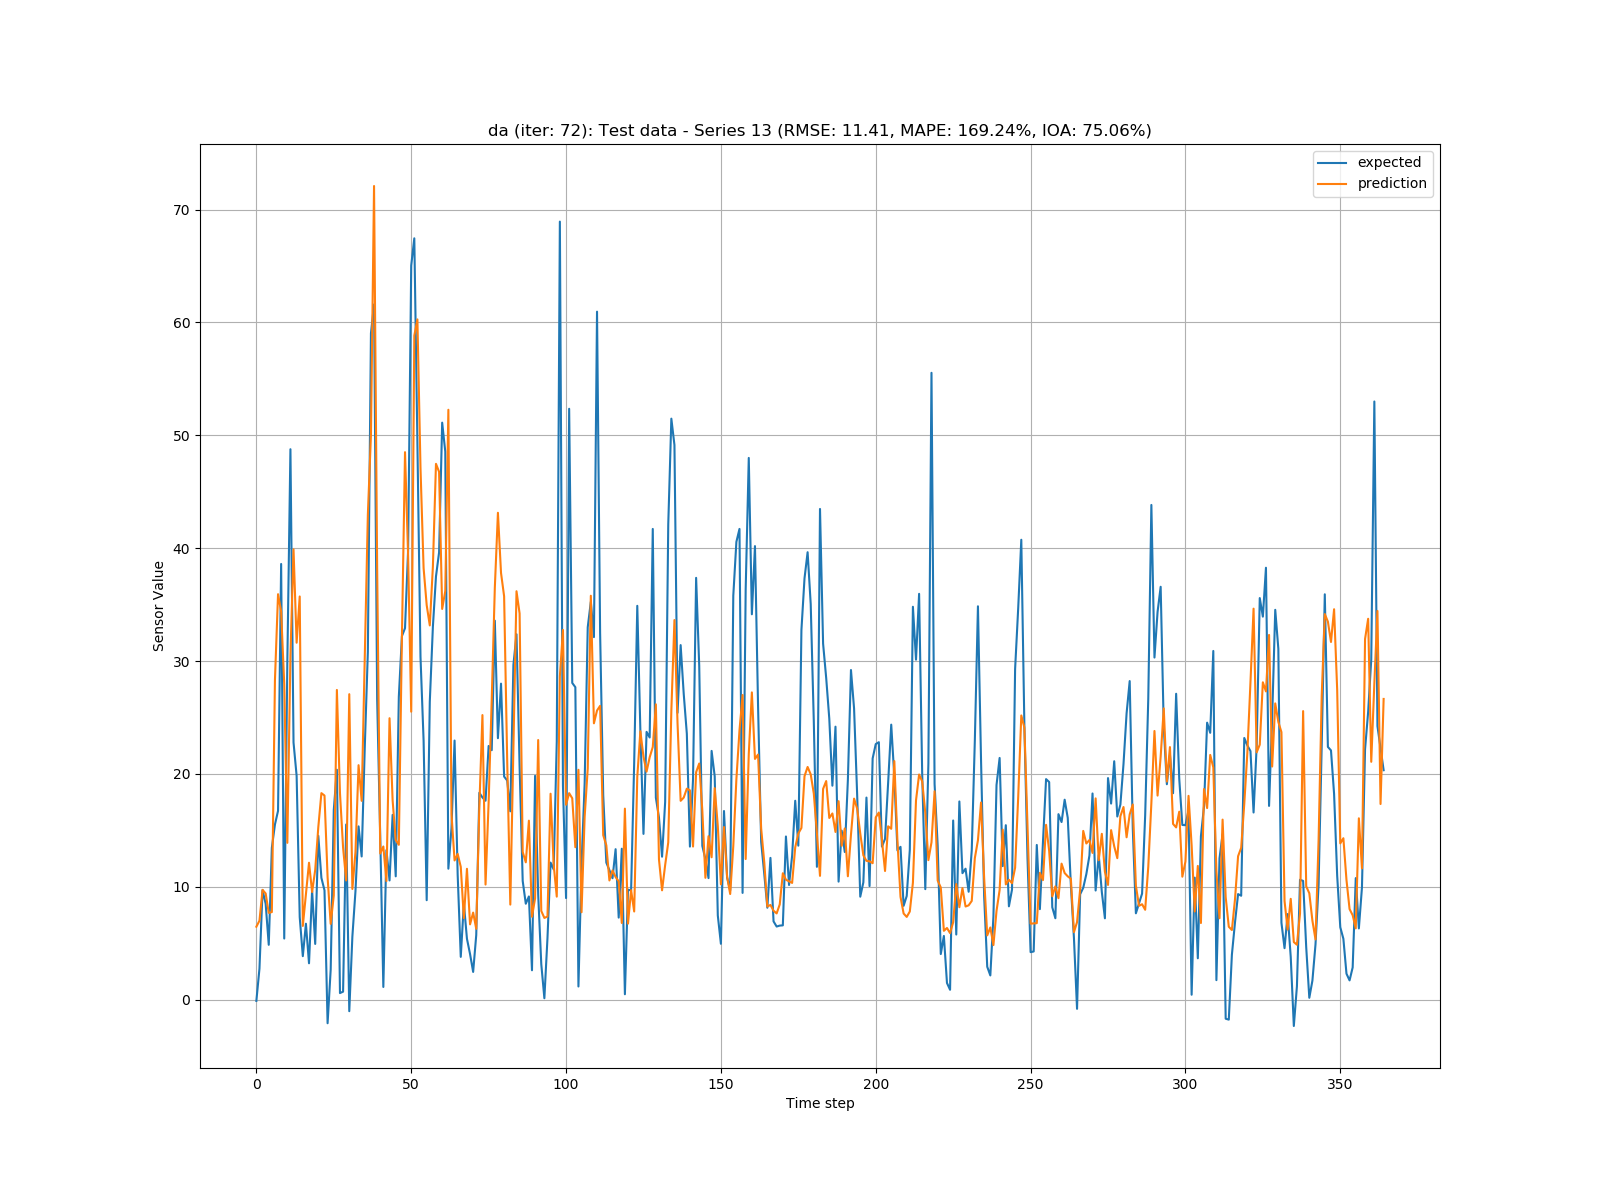 da (iter: 72): Test data - Series 13 (RMSE: 11.41, MAPE: 169.24%, IOA: 75.06%)
expected
prediction
70
60
50
40
30
20
10
0
Sensor Value
0 50 100 150 200 250 300 350
Time step